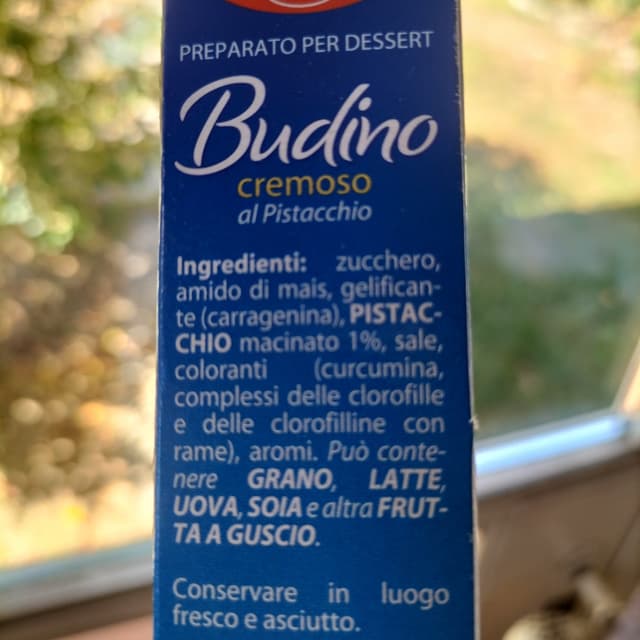 PREPARATO PER DESSERT
Budino
cremoso
al Pistacchio
Ingredienti: zucchero,
amido di mais, gelifican-
te (carragenina), PISTAC-
CHIO macinato 1%, sale,
coloranti (curcumina,
complessi delle clorofille
e delle clorofilline con
rame), aromi. Può conte-
nere GRANO, LATTE,
UOVA, SOIA e altra FRUT-
TA A GUSCIO.
Conservare in luogo
fresco e asciutto.